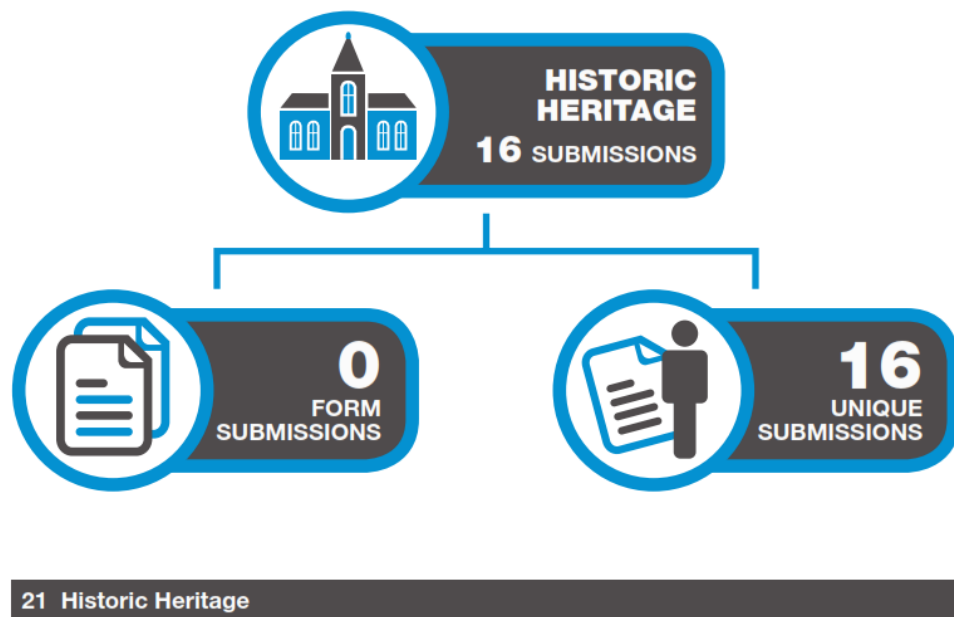 HISTORIC
HERITAGE
16 SUBMISSIONS
0
FORM
SUBMISSIONS
16
UNIQUE
SUBMISSIONS
21 Historic Heritage